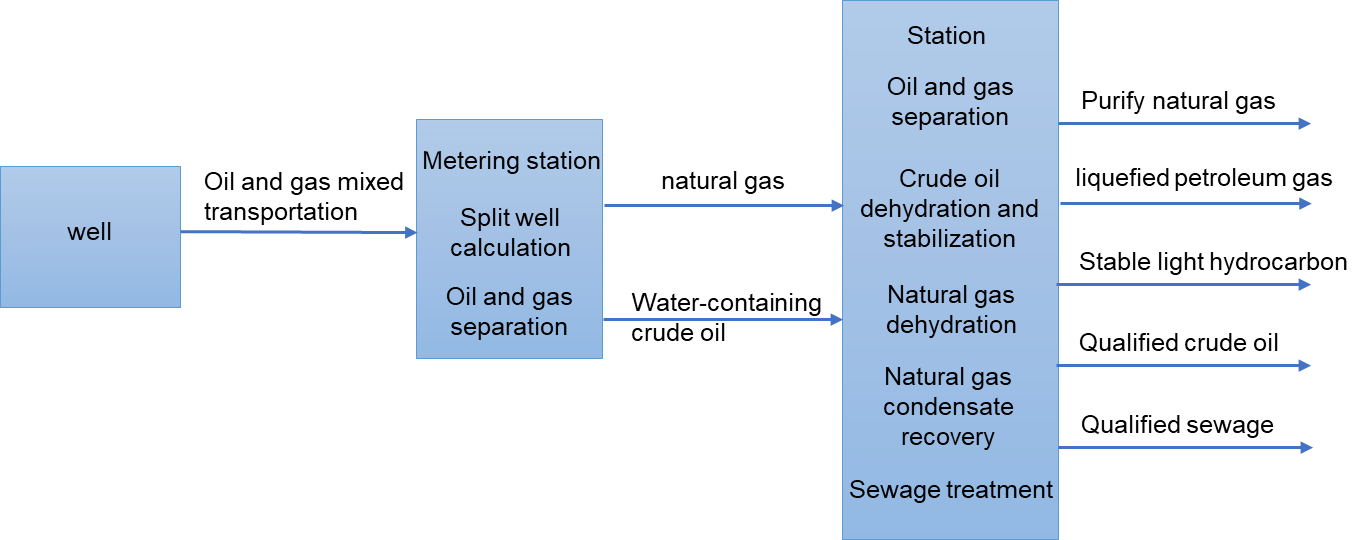 well
Oil and gas mixed
transportation
Metering station
Split well
calculation
Oil and gas
separation
natural gas
Water-containing
crude oil
Station
Oil and gas
separation
Crude oil
dehydration and
stabilization
Natural gas
dehydration
Natural gas
condensate
recovery
Sewage treatment
Purify natural gas
liquefied petroleum gas
Stable light hydrocarbon
Qualified crude oil
Qualified sewage